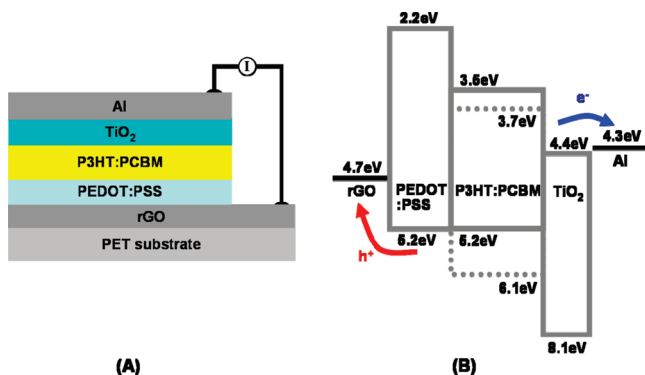 I
Al
TiO2
P3HT:PCBM
PEDOT:PSS
rGO
PET substrate
(A)
2.2eV
3.5eV
3.7eV
e-
4.4eV
4.3eV
Al
4.7eV
rGO
PEDOT
:PSS
P3HT:PCBM
TiO2
h+
5.2eV
5.2eV
6.1eV
8.1eV
(B)